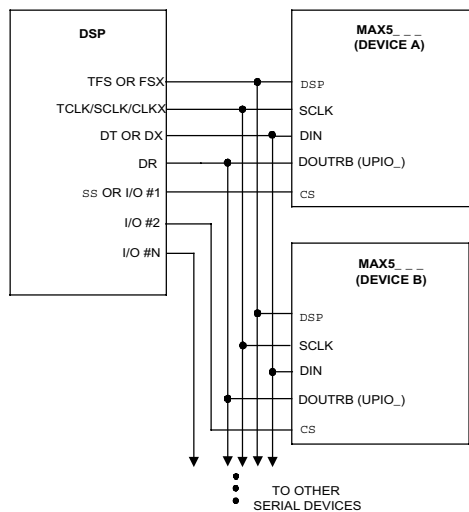 DSP
TFS OR FSX
TCLK/SCLK/CLKX
DT OR DX
DR
SS OR I/O #1
I/O #2
I/O #N
MAX5_ _ _
(DEVICE A)
DSP
SCLK
DIN
DOUTRB (UPIO_)
CS
MAX5_ _ _
(DEVICE B)
DSP
SCLK
DIN
DOUTRB (UPIO_)
CS
TO OTHER
SERIAL DEVICES